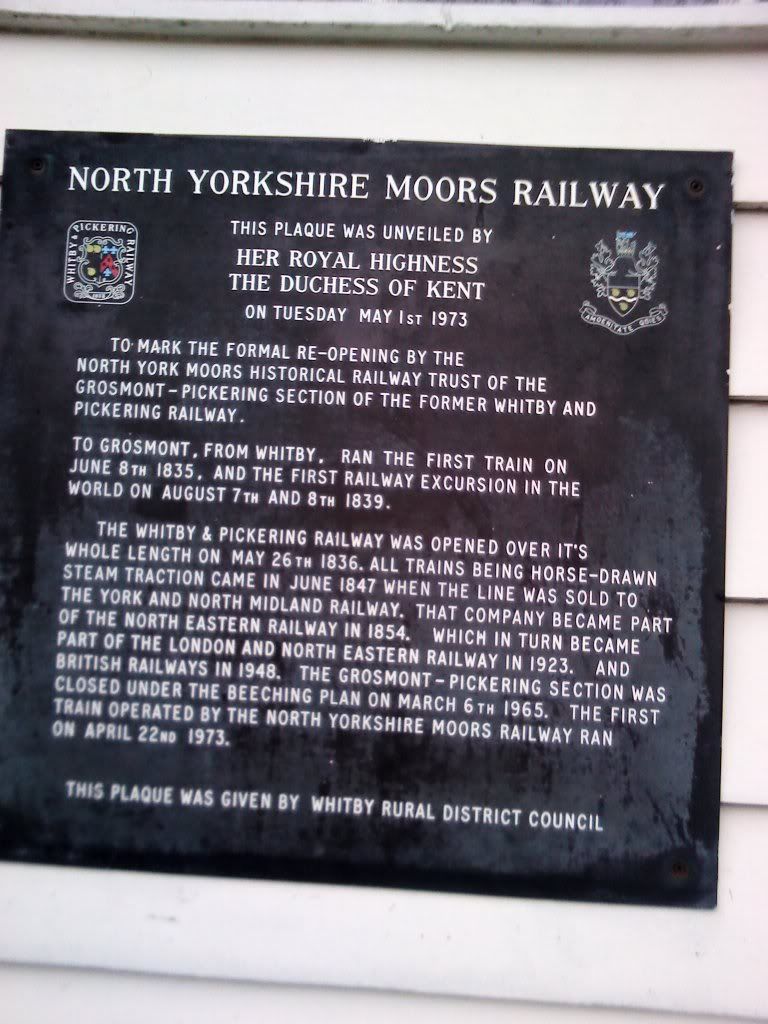 NORTH YORKSHIRE MOORS RAILWAY
WHITBY & PICKERING RAILWAY
THIS PLAQUE WAS UNVEILED BY
HER ROYAL HIGHNESS
THE DUCHESS OF KENT
ON TUESDAY MAY 1ST 1973
TO MARK THE FORMAL RE-OPENING BY THE
NORTH YORK MOORS HISTORICAL RAILWAY TRUST OF THE
GROSMONT-PICKERING SECTION OF THE FORMER WHITBY AND
PICKERING RAILWAY.
TO GROSMONT, FROM WHITBY, RAN THE FIRST TRAIN ON
JUNE 8TH 1835, AND THE FIRST RAILWAY EXCURSION IN THE
WORLD ON AUGUST 7TH AND 8TH 1839.
THE WHITBY & PICKERING RAILWAY WAS OPENED OVER IT'S
WHOLE LENGTH ON MAY 26TH 1836. ALL TRAINS BEING HORSE-DRAWN
STEAM TRACTION CAME IN JUNE 1847 WHEN THE LINE WAS SOLD TO
THE YORK AND NORTH MIDLAND RAILWAY. THAT COMPANY BECAME PART
OF THE NORTH EASTERN RAILWAY IN 1854. WHICH IN TURN BECAME
PART OF THE LONDON AND NORTH EASTERN RAILWAY IN 1923. AND
BRITISH RAILWAYS IN 1948. THE GROSMONT-PICKERING SECTION WAS
CLOSED UNDER THE BEECHING PLAN ON MARCH 6TH 1965. THE FIRST
TRAIN OPERATED BY THE NORTH YORKSHIRE MOORS RAILWAY RAN
ON APRIL 22ND 1973.
THIS PLAQUE WAS GIVEN BY WHITBY RURAL DISTRICT COUNCIL